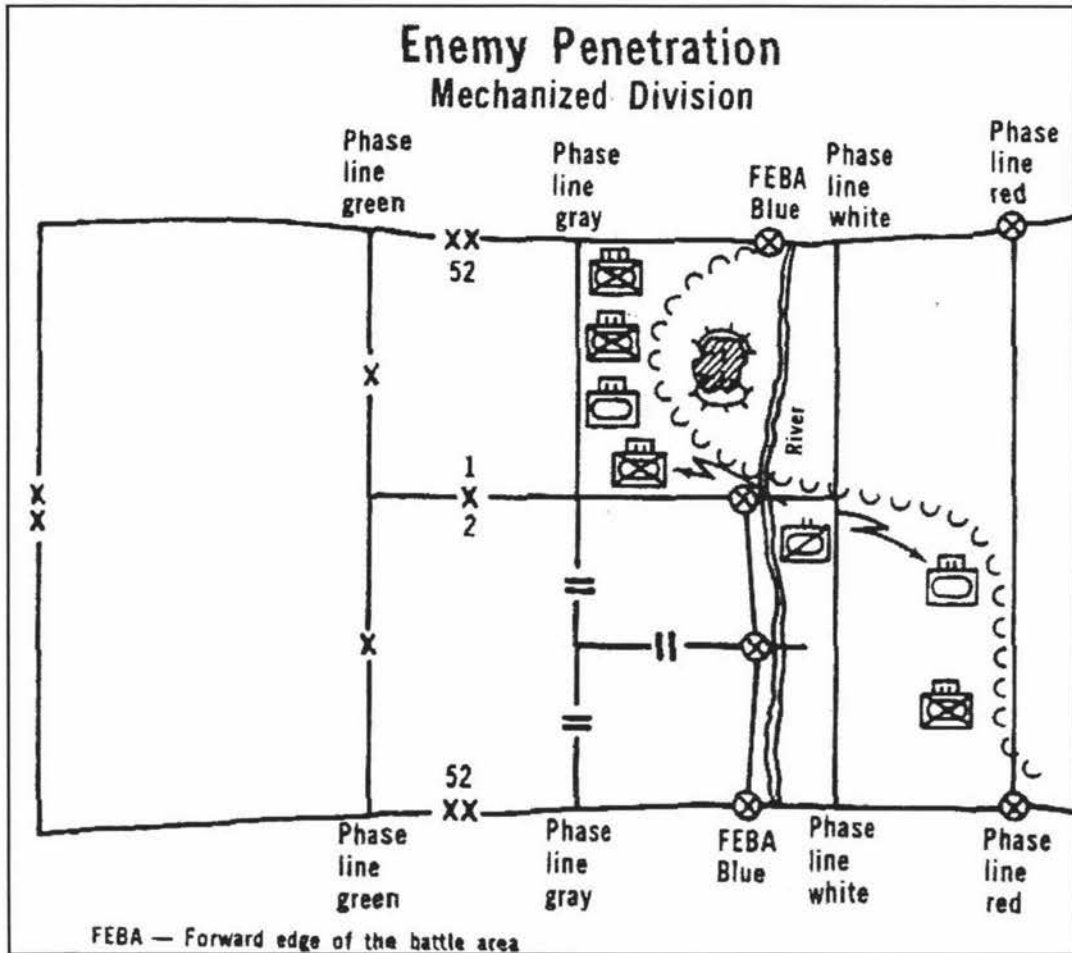 Enemy Penetration
Mechanized Division
Phase
line
green
Phase
line
gray
FEBA
Blue
Phase
line
white
Phase
line
red
XX
52
X
1
X
2
XX
River
X
52
XX
Phase
line
green
Phase
line
gray
FEBA
Blue
Phase
line
white
Phase
line
red
FEBA — Forward edge of the battle area